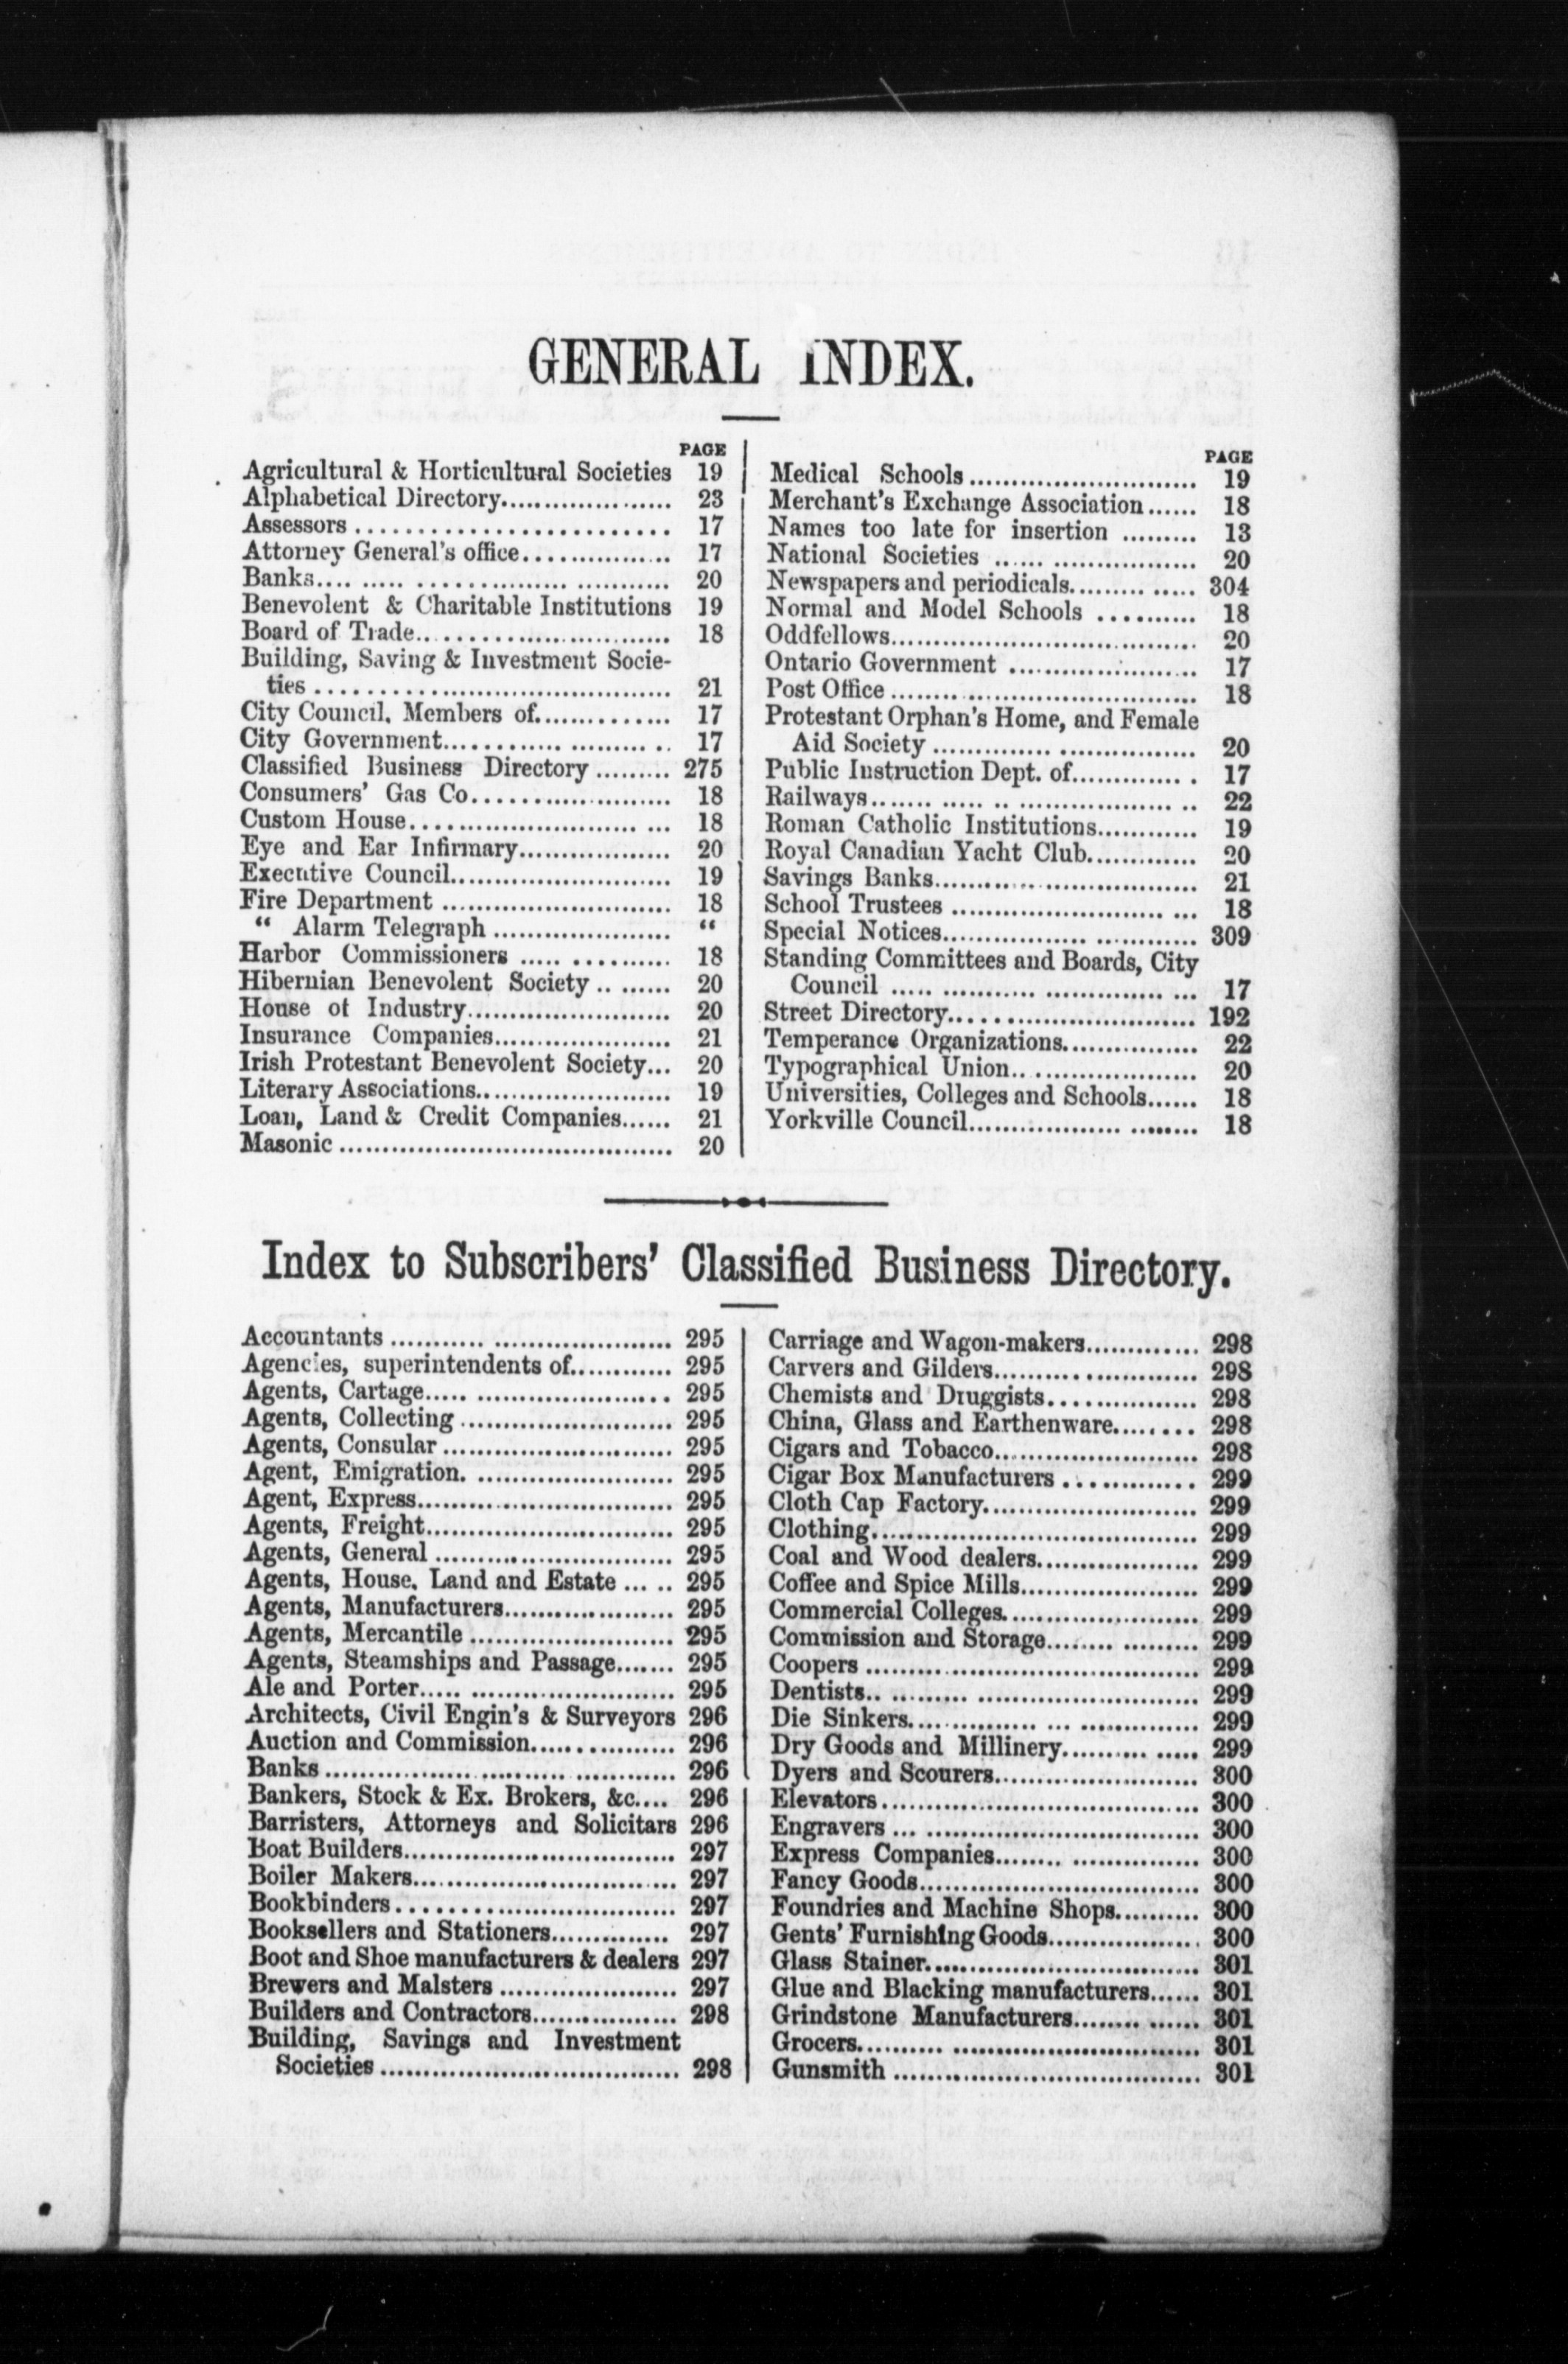 GENERAL INDEX.
PAGE
Agricultural & Horticultural Societies 19
Alphabetical Directory.................... 23
Assessors .......................... 17
Attorney General's office................ 17
Banks.... ..... .................. ........... 20
Benevolent & Charitable Institutions 19
Board of Trade............................. 18
Building, Saving & Investment Socie-
ties ...................................... 21
City Council, Members of............... 17
City Government............. ......... .. 17
Classified Business Directory ......... 275
Consumers' Gas Co....................... 18
Custom House.......................... ... 18
Eye and Ear Infirmary.................. 20
Executive Council......................... 19
Fire Department .......................... 18
“ Alarm Telegraph ..................... “
Harbor Commissioners ..... ........... 18
Hibernian Benevolent Society .. ...... 20
House of Industry........................ 20
Insurance Companies.................... 21
Irish Protestant Benevolent Society... 20
Literary Associations...................... 19
Loan, Land & Credit Companies...... 21
Masonic ...................................... 20
PAGE
Medical Schools........................... 19
Merchant's Exchange Association...... 18
Names too late for insertion ......... 13
National Societies ...... ................. 20
Newspapers and periodicals......... ..... 304
Normal and Model Schools .......... 18
Oddfellows.................................... 20
Ontario Government ...................... 17
Post Office .................................... 18
Protestant Orphan's Home, and Female
Aid Society .............. ................ 20
Public Instruction Dept. of............. . 17
Railways....... ..... .. .................. .. 22
Roman Catholic Institutions............ 19
Royal Canadian Yacht Club............. 20
Savings Banks............................... 21
School Trustees ......................... ... 18
Special Notices................. ............ 309
Standing Committees and Boards, City
Council ..... ........... .............. ... 17
Street Directory............................. 192
Temperance Organizations................ 22
Typographical Union...................... 20
Universities, Colleges and Schools...... 18
Yorkville Council.................. ........ 18
Index to Subscribers' Classified Business Directory.
Accountants ........... ..................... 295
Agencies, superintendents of............ 295
Agents, Cartage..... ....................... 295
Agents, Collecting ......................... 295
Agents, Consular ........................... 295
Agent, Emigration. ....................... 295
Agent, Express.............................. 295
Agents, Freight............................. 295
Agents, General ............................ 295
Agents, House, Land and Estate ... .. 295
Agents, Manufacturers.................... 295
Agents, Mercantile ........................ 295
Agents, Steamships and Passage....... 295
Ale and Porter..... ........................ 295
Architects, Civil Engin's & Surveyors 296
Auction and Commission................. 296
Banks .................. .......... ............ 296
Bankers, Stock & Ex. Brokers, &c.... 296
Barristers, Attorneys and Solicitars 296
Boat Builders................................ 297
Boiler Makers............................... 297
Bookbinders................................. 297
Booksellers and Stationers.............. 297
Boot and Shoe manufacturers & dealers 297
Brewers and Malsters ..................... 297
Builders and Contractors................. 298
Building, Savings and Investment
Societies ................................... 298
Carriage and Wagon-makers............. 298
Carvers and Gilders........................ 298
Chemists and Druggists.................. 298
China, Glass and Earthenware......... 298
Cigars and Tobacco........................ 298
Cigar Box Manufacturers ............. 299
Cloth Cap Factory......................... 299
Clothing...................................... 299
Coal and Wood dealers................... 299
Coffee and Spice Mills..................... 299
Commercial Colleges....................... 299
Commission and Storage........ ......... 299
Coopers ....................................... 299
Dentists.. ......... .......................... 299
Die Sinkers................ ... .............. 299
Dry Goods and Millinery.......... ..... 299
Dyers and Scourers........................ 300
Elevators ..................................... 300
Engravers ... ................................ 300
Express Companies........ ............... 300
Fancy Goods................................. 300
Foundries and Machine Shops.......... 300
Gents' Furnishing Goods.................. 300
Glass Stainer................................ 301
Glue and Blacking manufacturers...... 301
Grindstone Manufacturers........ ...... 301
Grocers.......... ............................. 301
Gunsmith .................................... 301